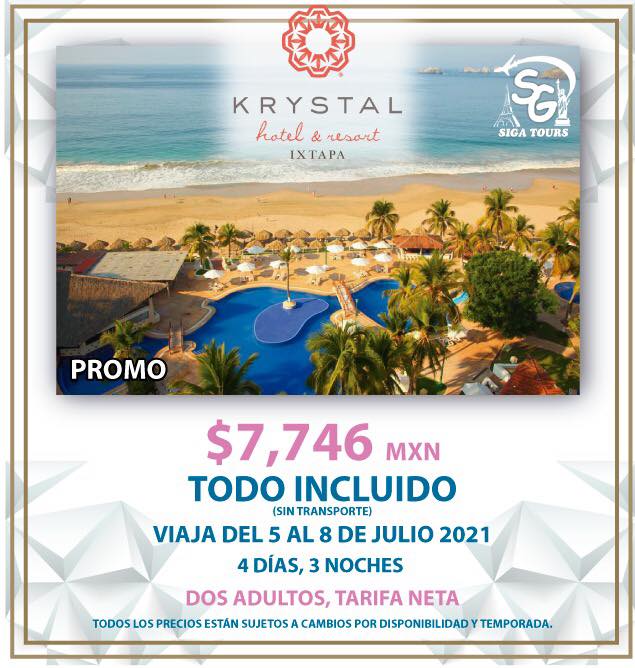 KRYSTAL
hotel & resort
IXTAPA
SG
SIGA TOURS
PROMO
$7,746 MXN
TODO INCLUIDO
(SIN TRANSPORTE)
VIAJA DEL 5 AL 8 DE JULIO 2021
4 DÍAS, 3 NOCHES
DOS ADULTOS, TARIFA NETA
TODOS LOS PRECIOS ESTÁN SUJETOS A CAMBIOS POR DISPONIBILIDAD Y TEMPORADA.